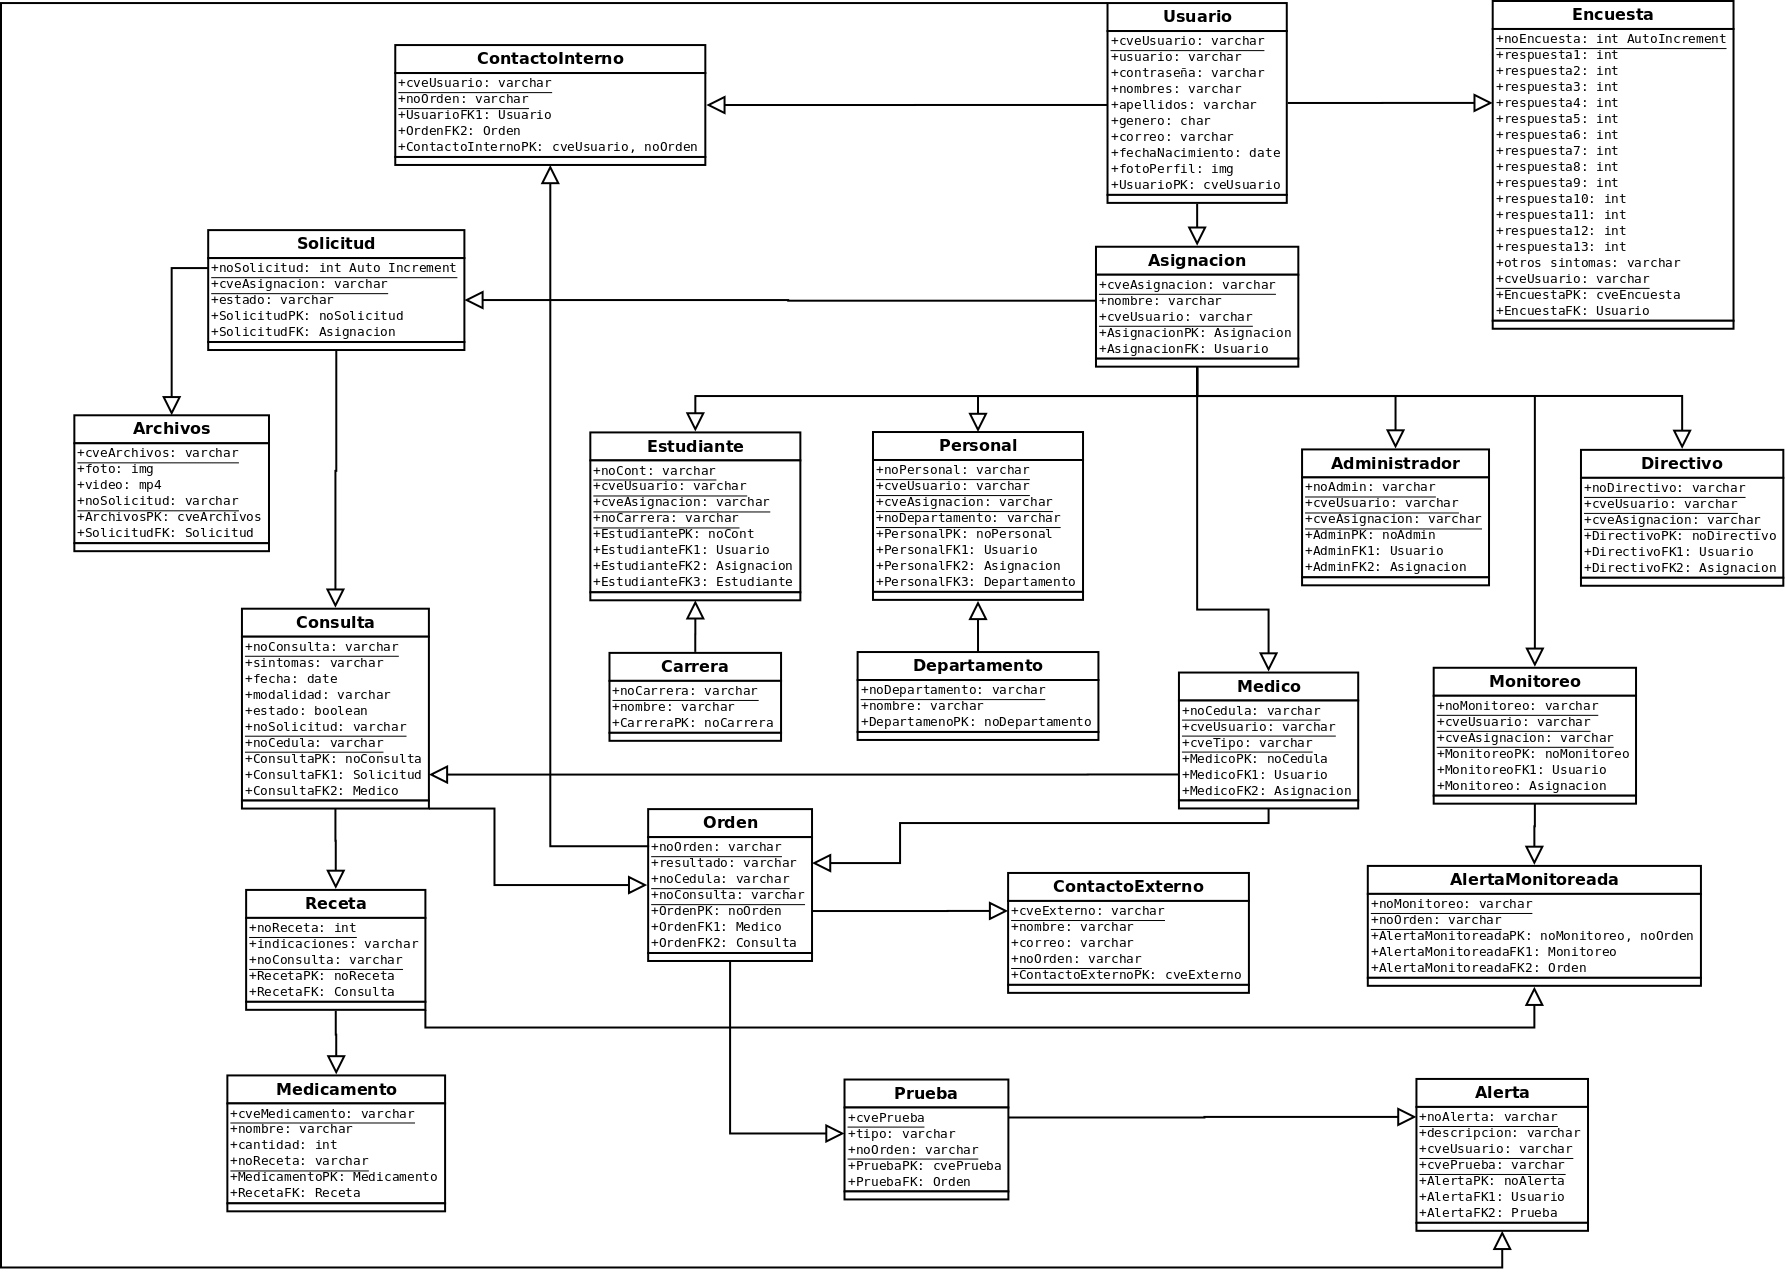 Usuario
+cveUsuario: varchar
+usuario: varchar
+contraseña: varchar
+nombres: varchar
+apellidos: varchar
+genero: char
+correo: varchar
+fechaNacimiento: date
+fotoPerfil: img
+UsuarioPK: cveUsuario
Encuesta
+noEncuesta: int AutoIncrement
+respuesta1: int
+respuesta2: int
+respuesta3: int
+respuesta4: int
+respuesta5: int
+respuesta6: int
+respuesta7: int
+respuesta8: int
+respuesta9: int
+respuesta10: int
+respuesta11: int
+respuesta12: int
+respuesta13: int
+otros sintomas: varchar
+cveUsuario: varchar
+EncuestaPK: cveEncuesta
+EncuestaFK: Usuario
ContactoInterno
+cveUsuario: varchar
+noOrden: varchar
+UsuarioFK1: Usuario
+OrdenFK2: Orden
+ContactoInternoPK: cveUsuario, noOrden
Solicitud
+noSolicitud: int Auto Increment
+cveAsignacion: varchar
+estado: varchar
+SolicitudPK: noSolicitud
+SolicitudFK: Asignacion
Asignacion
+cveAsignacion: varchar
+nombre: varchar
+cveUsuario: varchar
+AsignacionPK: Asignacion
+AsignacionFK: Usuario
Archivos
+cveArchivos: varchar
+foto: img
+video: mp4
+noSolicitud: varchar
+ArchivosPK: cveArchivos
+SolicitudFK: Solicitud
Estudiante
+noCont: varchar
+cveUsuario: varchar
+cveAsignacion: varchar
+noCarrera: varchar
+EstudiantePK: noCont
+EstudianteFK1: Usuario
+EstudianteFK2: Asignacion
+EstudianteFK3: Estudiante
Personal
+noPersonal: varchar
+cveUsuario: varchar
+cveAsignacion: varchar
+noDepartamento: varchar
+PersonalPK: noPersonal
+PersonalFK1: Usuario
+PersonalFK2: Asignacion
+PersonalFK3: Departamento
Administrador
+noAdmin: varchar
+cveUsuario: varchar
+cveAsignacion: varchar
+AdminPK: noAdmin
+AdminFK1: Usuario
+AdminFK2: Asignacion
Directivo
+noDirectivo: varchar
+cveUsuario: varchar
+cveAsignacion: varchar
+DirectivoPK: noDirectivo
+DirectivoFK1: Usuario
+DirectivoFK2: Asignacion
Consulta
+noConsulta: varchar
+sintomas: varchar
+fecha: date
+modalidad: varchar
+estado: boolean
+noSolicitud: varchar
+noCedula: varchar
+ConsultaPK: noConsulta
+ConsultaFK1: Solicitud
+ConsultaFK2: Medico
Carrera
+noCarrera: varchar
+nombre: varchar
+CarreraPK: noCarrera
Departamento
+noDepartamento: varchar
+nombre: varchar
+DepartamenoPK: noDepartamento
Medico
+noCedula: varchar
+cveUsuario: varchar
+cveTipo: varchar
+MedicoPK: noCedula
+MedicoFK1: Usuario
+MedicoFK2: Asignacion
Monitoreo
+noMonitoreo: varchar
+cveUsuario: varchar
+cveAsignacion: varchar
+MonitoreoPK: noMonitoreo
+MonitoreoFK1: Usuario
+Monitoreo: Asignacion
Orden
+noOrden: varchar
+resultado: varchar
+noCedula: varchar
+noConsulta: varchar
+OrdenPK: noOrden
+OrdenFK1: Medico
+OrdenFK2: Consulta
ContactoExterno
+cveExterno: varchar
+nombre: varchar
+correo: varchar
+noOrden: varchar
+ContactoExternoPK: cveExterno
AlertaMonitoreada
+noMonitoreo: varchar
+noOrden: varchar
+AlertaMonitoreadaPK: noMonitoreo, noOrden
+AlertaMonitoreadaFK1: Monitoreo
+AlertaMonitoreadaFK2: Orden
Receta
+noReceta: int
+indicaciones: varchar
+noConsulta: varchar
+RecetaPK: noReceta
+RecetaFK: Consulta
Medicamento
+cveMedicamento: varchar
+nombre: varchar
+cantidad: int
+noReceta: varchar
+MedicamentoPK: Medicamento
+RecetaFK: Receta
Prueba
+cvePrueba
+tipo: varchar
+noOrden: varchar
+PruebaPK: cvePrueba
+PruebaFK: Orden
Alerta
+noAlerta: varchar
+descripcion: varchar
+cveUsuario: varchar
+cvePrueba: varchar
+AlertaPK: noAlerta
+AlertaFK1: Usuario
+AlertaFK2: Prueba